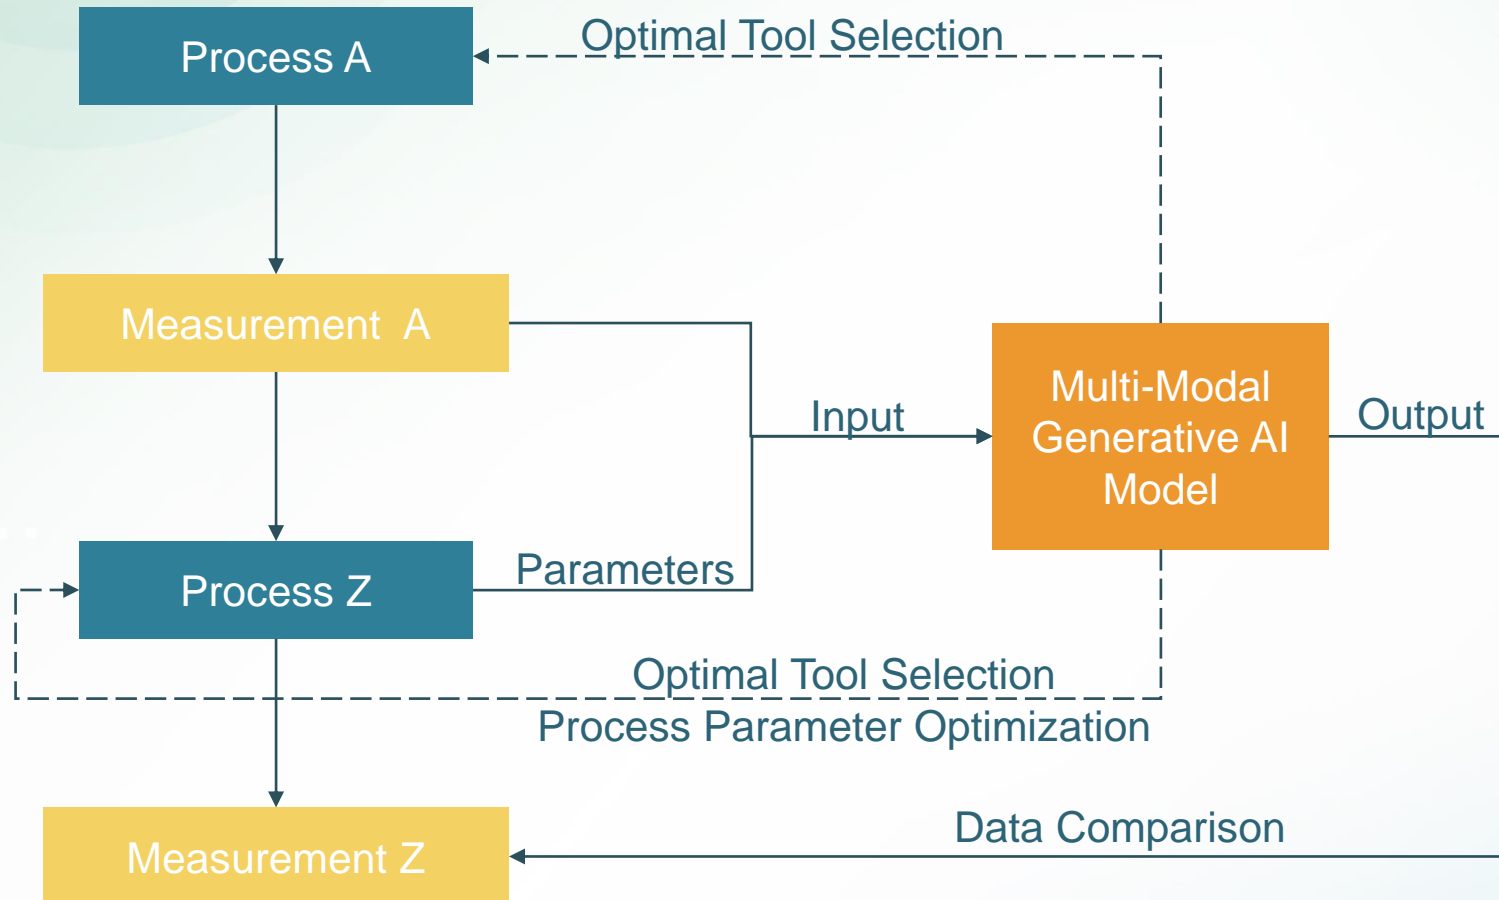 Process A
Optimal Tool Selection
Measurement A
Input
Multi-Modal
Generative AI
Model
Output
Process Z
Parameters
Optimal Tool Selection
Process Parameter Optimization
Data Comparison
Measurement Z